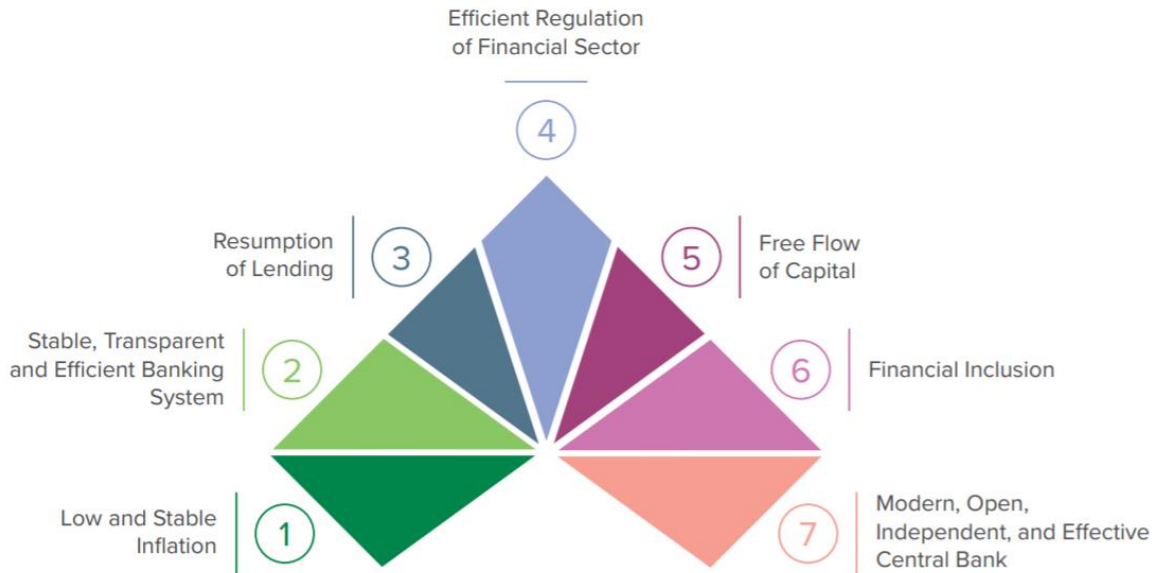 Efficient Regulation
of Financial Sector
4
Resumption
of Lending
3
5
Free Flow
of Capital
Stable, Transparent
and Efficient Banking
System
2
6
Financial Inclusion
Low and Stable
Inflation
1
7
Modern, Open,
Independent, and Effective
Central Bank